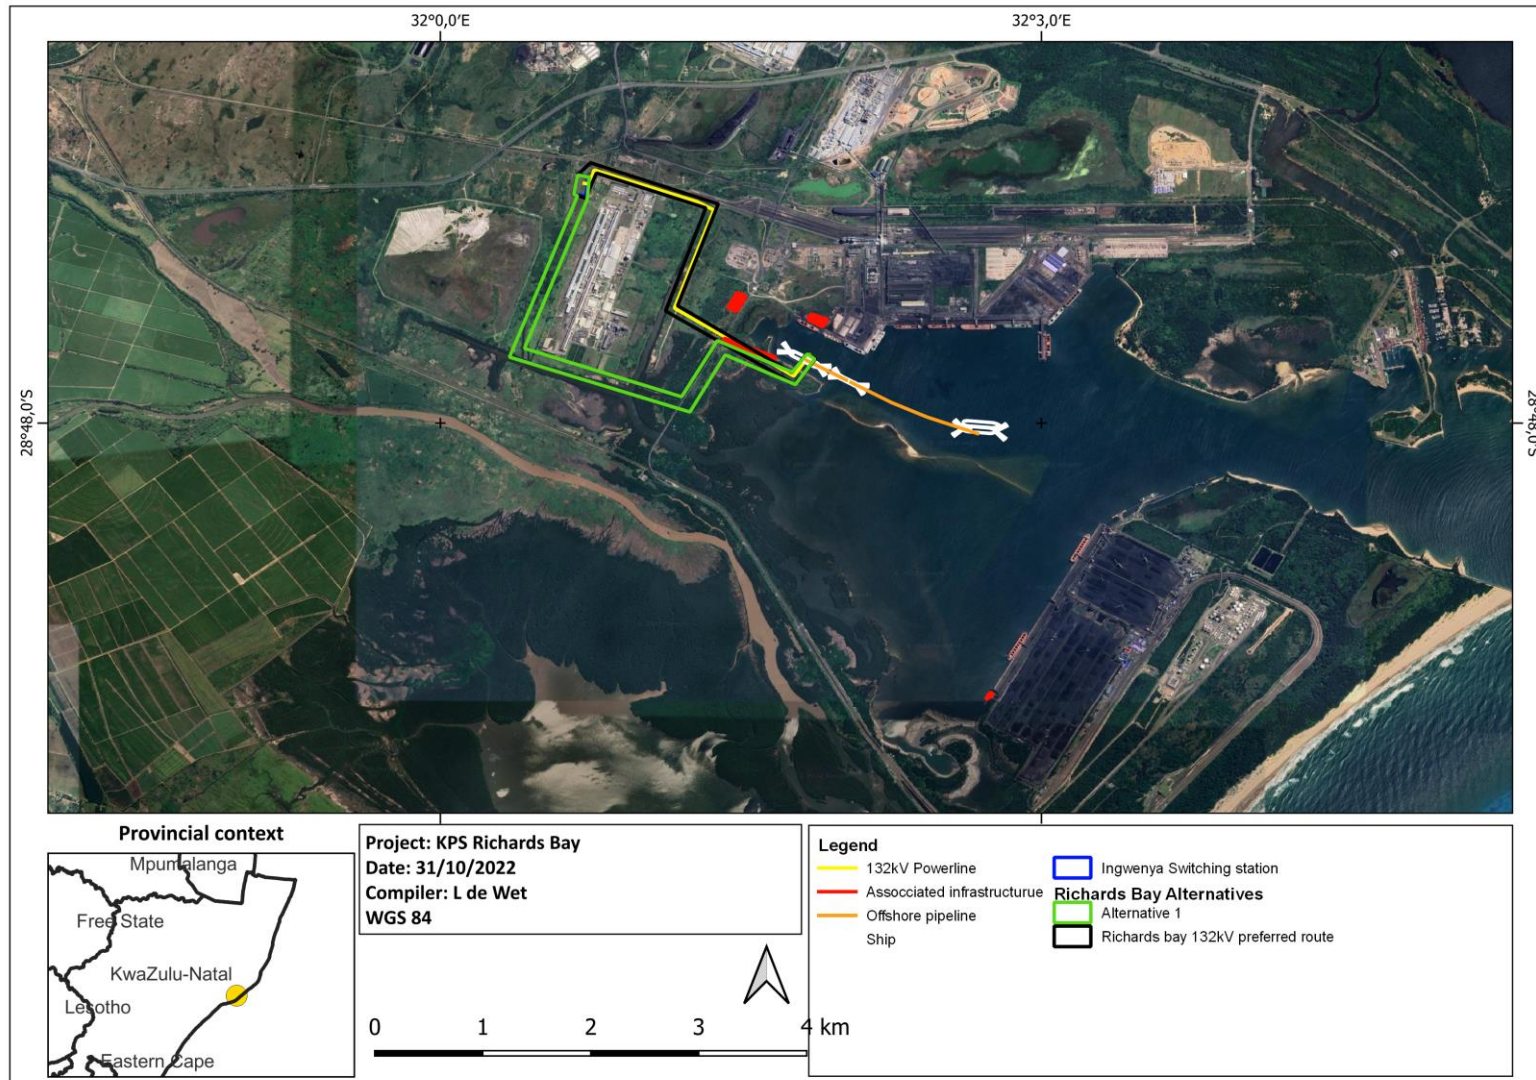 32°0,0'E
32°3,0'E
28°48,0'S
28°48,0'S
Provincial context
Mpumalanga
Free State
KwaZulu-Natal
Lesotho
Eastern Cape
Project: KPS Richards Bay
Date: 31/10/2022
Compiler: L de Wet
WGS 84
0 1 2 3 4 km
Legend
132kV Powerline
Assocciated infrastructurue
Offshore pipeline
Ship
Ingwenya Switching station
Richards Bay Alternatives
Alternative 1
Richards bay 132kV preferred route